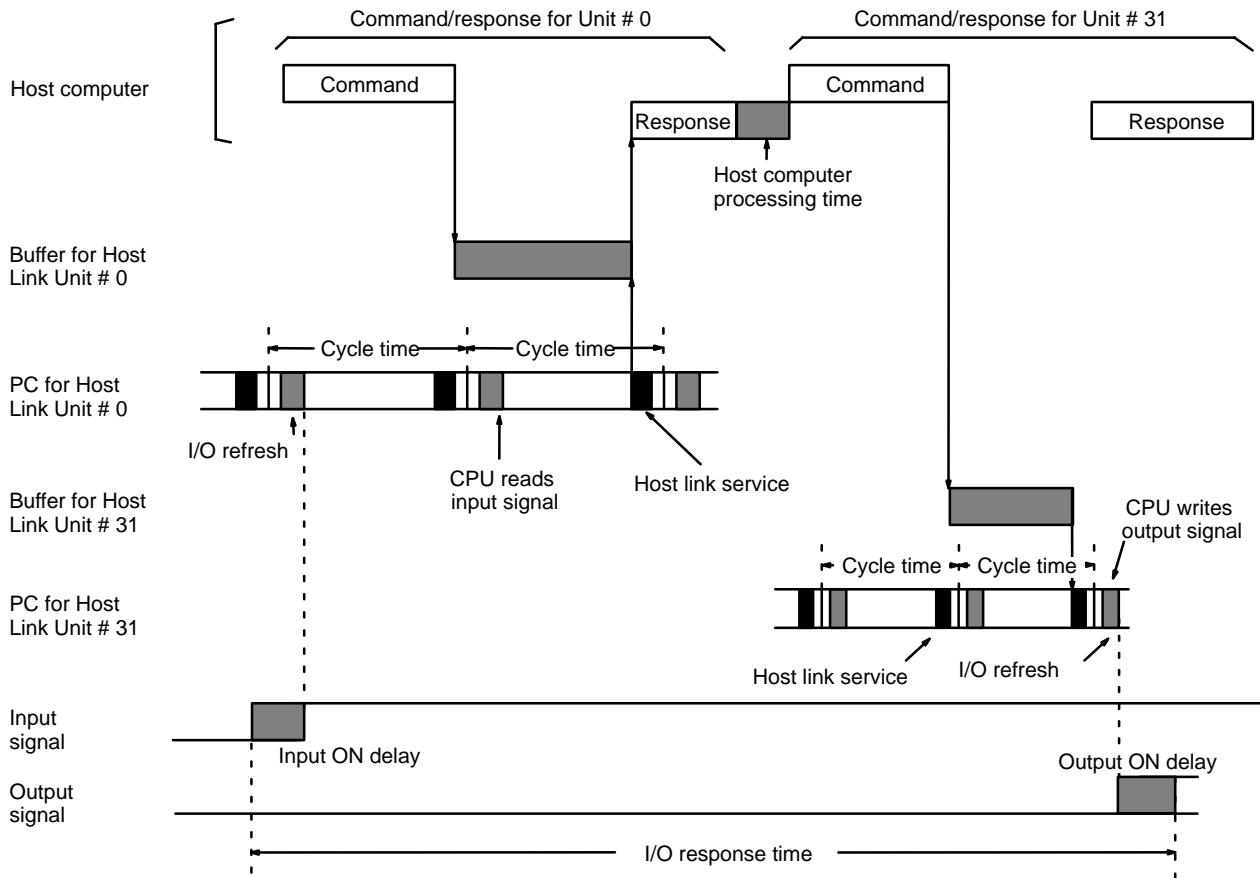 Command/response for Unit # 0
Command/response for Unit # 31
Host computer
Command
Command
Response
Response
Host computer
processing time
Buffer for Host
Link Unit # 0
Cycle time
Cycle time
PC for Host
Link Unit # 0
I/O refresh
CPU reads
input signal
Host link service
Buffer for Host
Link Unit # 31
CPU writes
output signal
Cycle time
Cycle time
PC for Host
Link Unit # 31
Host link service
I/O refresh
Input
signal
Input ON delay
Output ON delay
Output
signal
I/O response time